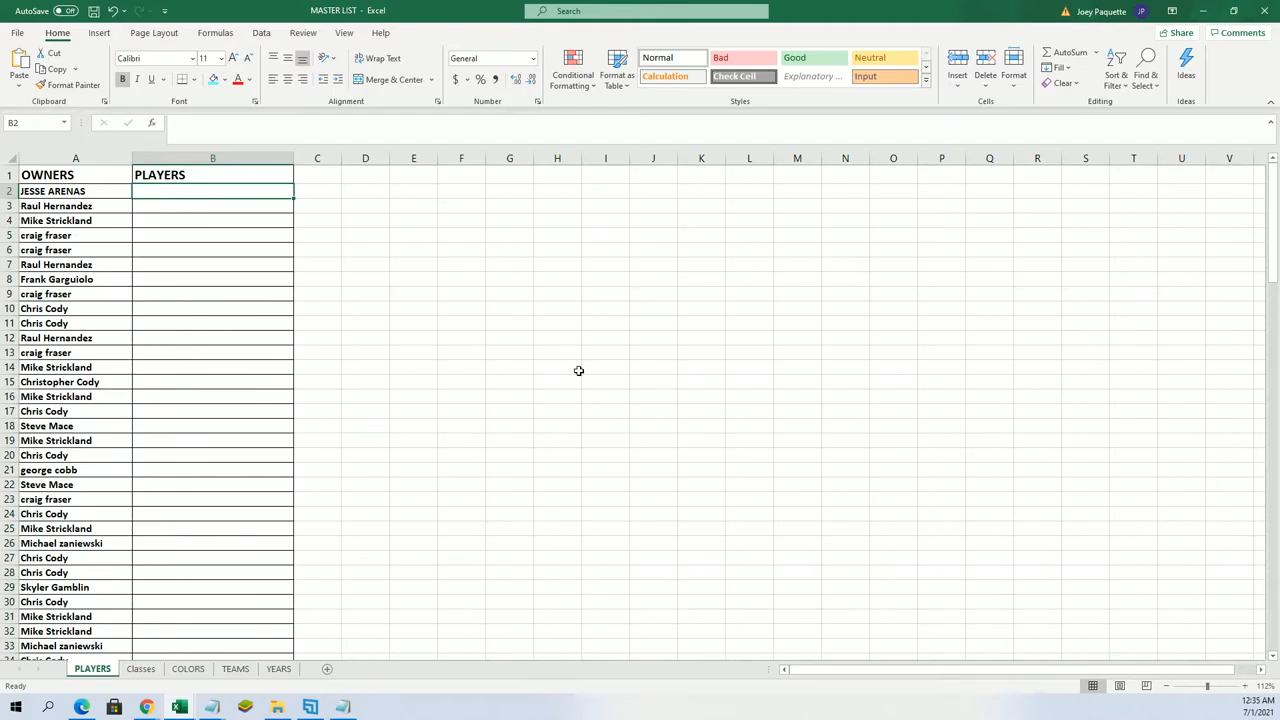 AutoSave Off MASTER LIST - Excel Search Joey Paquette JP
File Home Insert Page Layout Formulas Data Review View Help Share Comments
Paste Cut Copy Format Painter Clipboard
Calibri 11 B I U Font
Wrap Text Merge & Center Alignment
General $ % Number
Conditional Formatting Format as Table
Normal Bad Good Neutral
Calculation Check Cell Explanatory ... Input
Styles
Insert Delete Format Cells
AutoSum Fill Clear Sort & Filter Find & Select Editing
Ideas Ideas
B2 fx
A B C D E F G H I J K L M N O P Q R S T U V
1 OWNERS PLAYERS
2 JESSE ARENAS
3 Raul Hernandez
4 Mike Strickland
5 craig fraser
6 craig fraser
7 Raul Hernandez
8 Frank Garguiolo
9 craig fraser
10 Chris Cody
11 Chris Cody
12 Raul Hernandez
13 craig fraser
14 Mike Strickland
15 Christopher Cody
16 Mike Strickland
17 Chris Cody
18 Steve Mace
19 Mike Strickland
20 Chris Cody
21 george cobb
22 Steve Mace
23 craig fraser
24 Chris Cody
25 Mike Strickland
26 Michael zaniewski
27 Chris Cody
28 Chris Cody
29 Skyler Gamblin
30 Chris Cody
31 Mike Strickland
32 Mike Strickland
33 Michael zaniewski
PLAYERS Classes COLORS TEAMS YEARS
Ready 112%
12:35 AM
7/1/2021